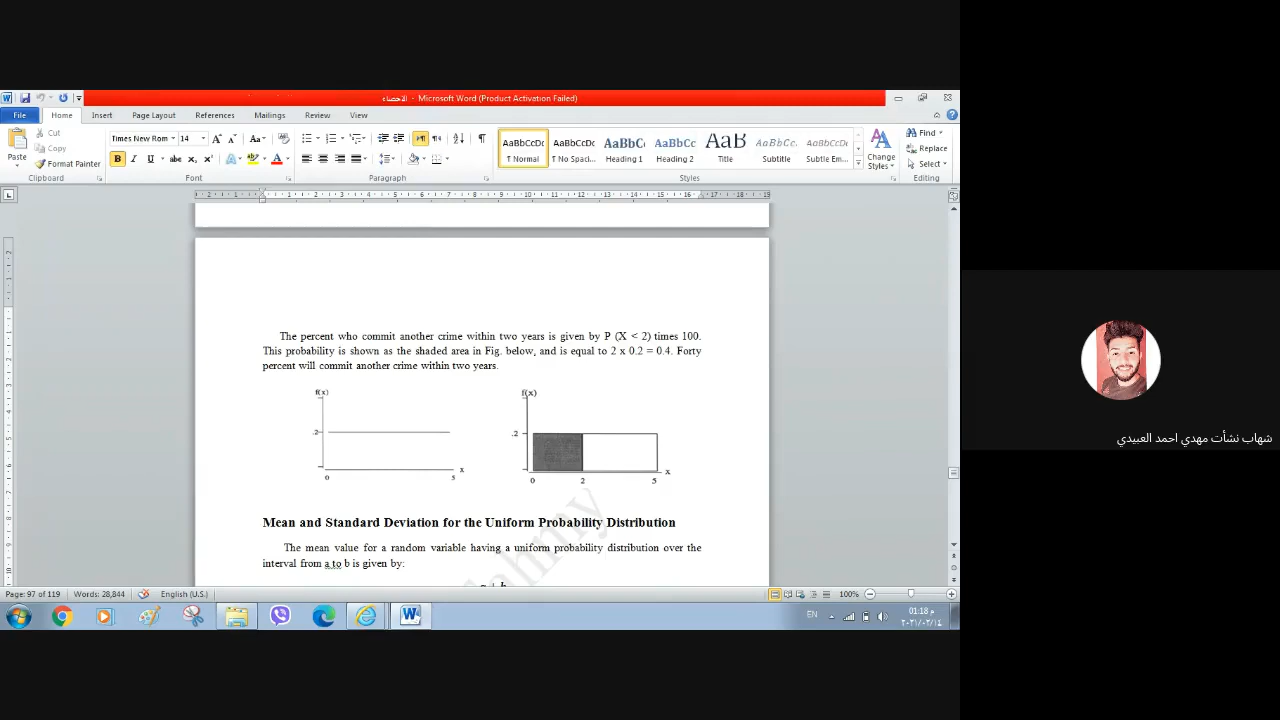 الاحصاء - Microsoft Word (Product Activation Failed)
File Home Insert Page Layout References Mailings Review View
Cut
Copy
Paste
Format Painter
Clipboard
Times New Rom 14
Font
Paragraph
AaBbCcDc AaBbCcDc AaBbC AaBbCc AaB AaBbCc. AaBbCcDc
¶ Normal ¶ No Spaci... Heading 1 Heading 2 Title Subtitle Subtle Em...
Styles
Change Styles
Find
Replace
Select
Editing
The percent who commit another crime within two years is given by P (X < 2) times 100.
This probability is shown as the shaded area in Fig. below, and is equal to 2 x 0.2 = 0.4. Forty
percent will commit another crime within two years.
f(x) f(x)
.2 .2
x x
0 5 0 2 5
Mean and Standard Deviation for the Uniform Probability Distribution
The mean value for a random variable having a uniform probability distribution over the
interval from a to b is given by:
Page: 97 of 119 Words: 28,844 English (U.S.) 100%
EN 01:18 م
٢٠٢١/٠٢/١٤
شهاب نشأت مهدي احمد العبيدي